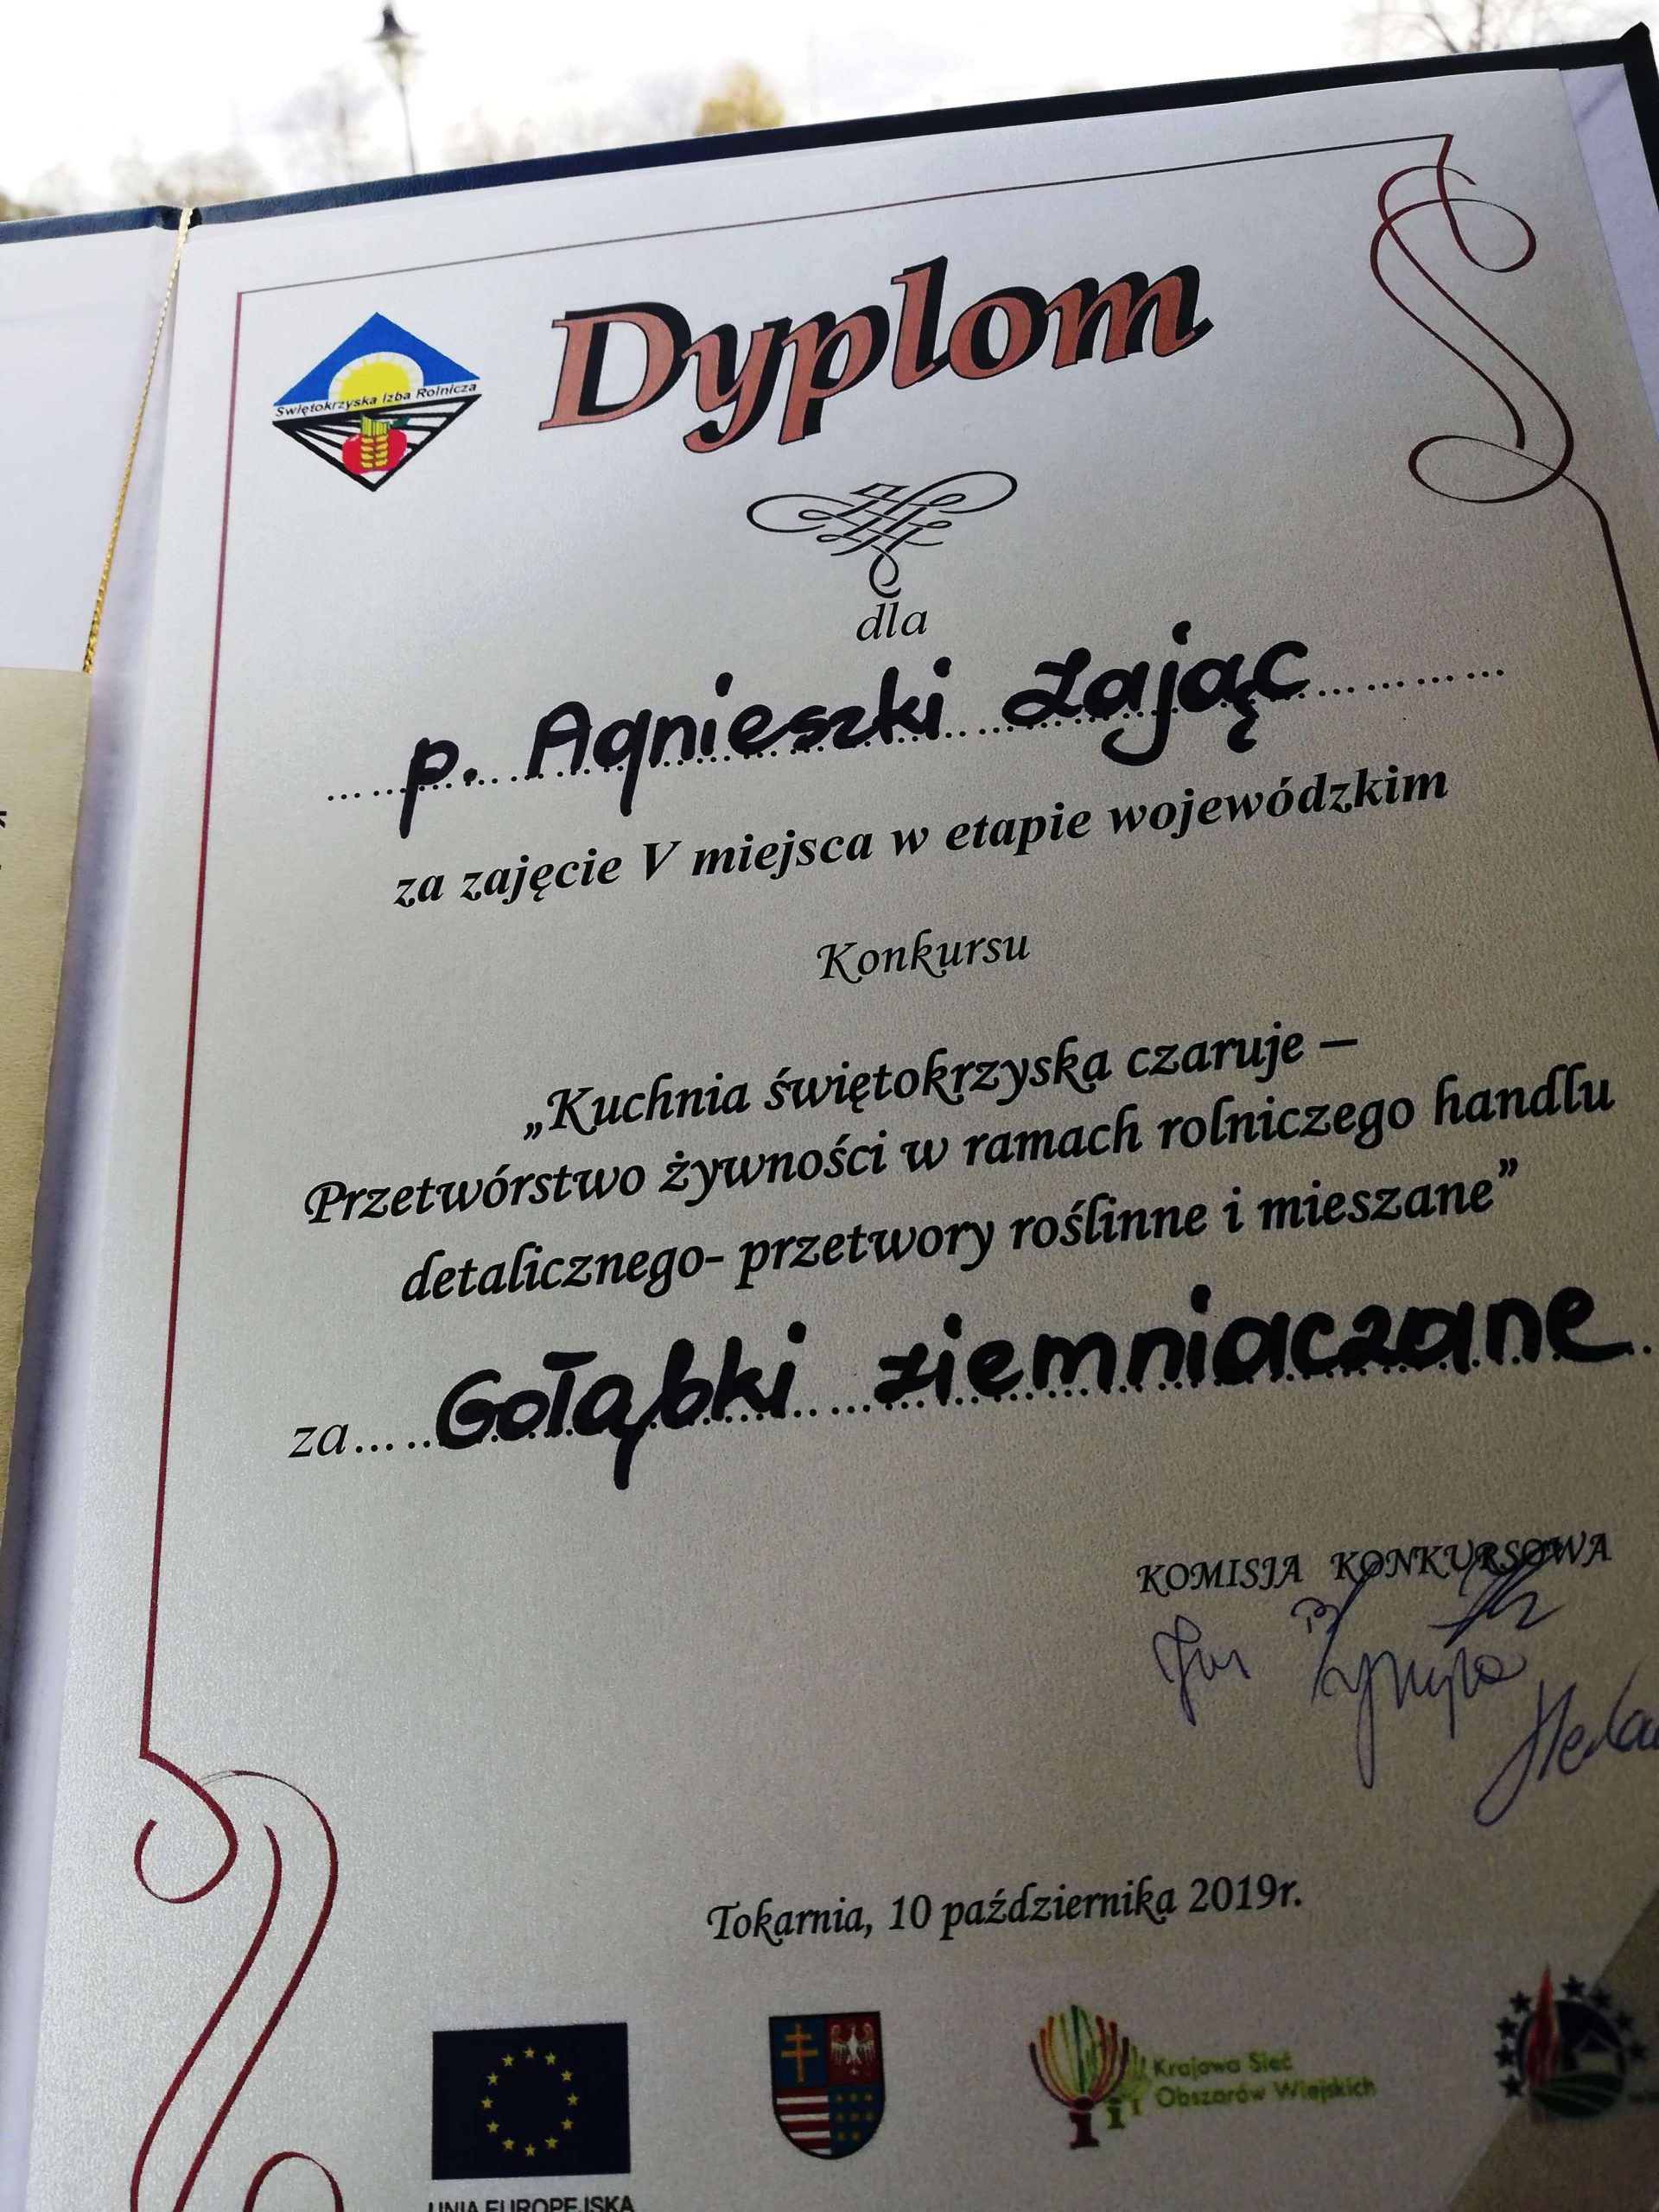 Świętokrzyska Izba Rolnicza
Dyplom
dla
p. Agnieszki Zając
za zajęcie V miejsca w etapie wojewódzkim
Konkursu
„Kuchnia świętokrzyska czaruje –
Przetwórstwo żywności w ramach rolniczego handlu
detalicznego- przetwory roślinne i mieszane”
za Gołąbki ziemniaczane
KOMISJA KONKURSOWA
Tokarnia, 10 października 2019r.
Krajowa Sieć
Obszarów Wiejskich
UNIA EUROPEJSKA